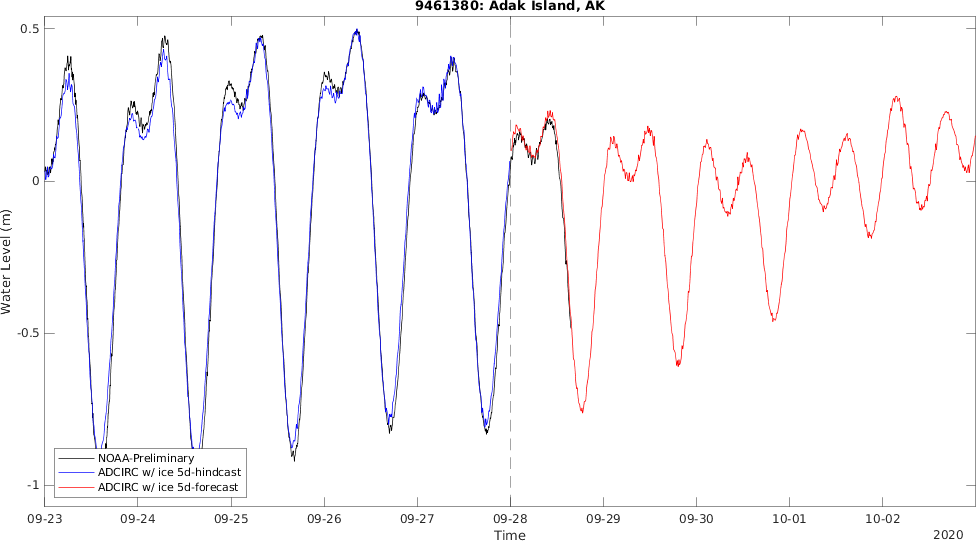 9461380: Adak Island, AK
0.5
0
-0.5
-1
Water Level (m)
NOAA-Preliminary
ADCIRC w/ ice 5d-hindcast
ADCIRC w/ ice 5d-forecast
09-23 09-24 09-25 09-26 09-27 09-28 09-29 09-30 10-01 10-02
Time
2020